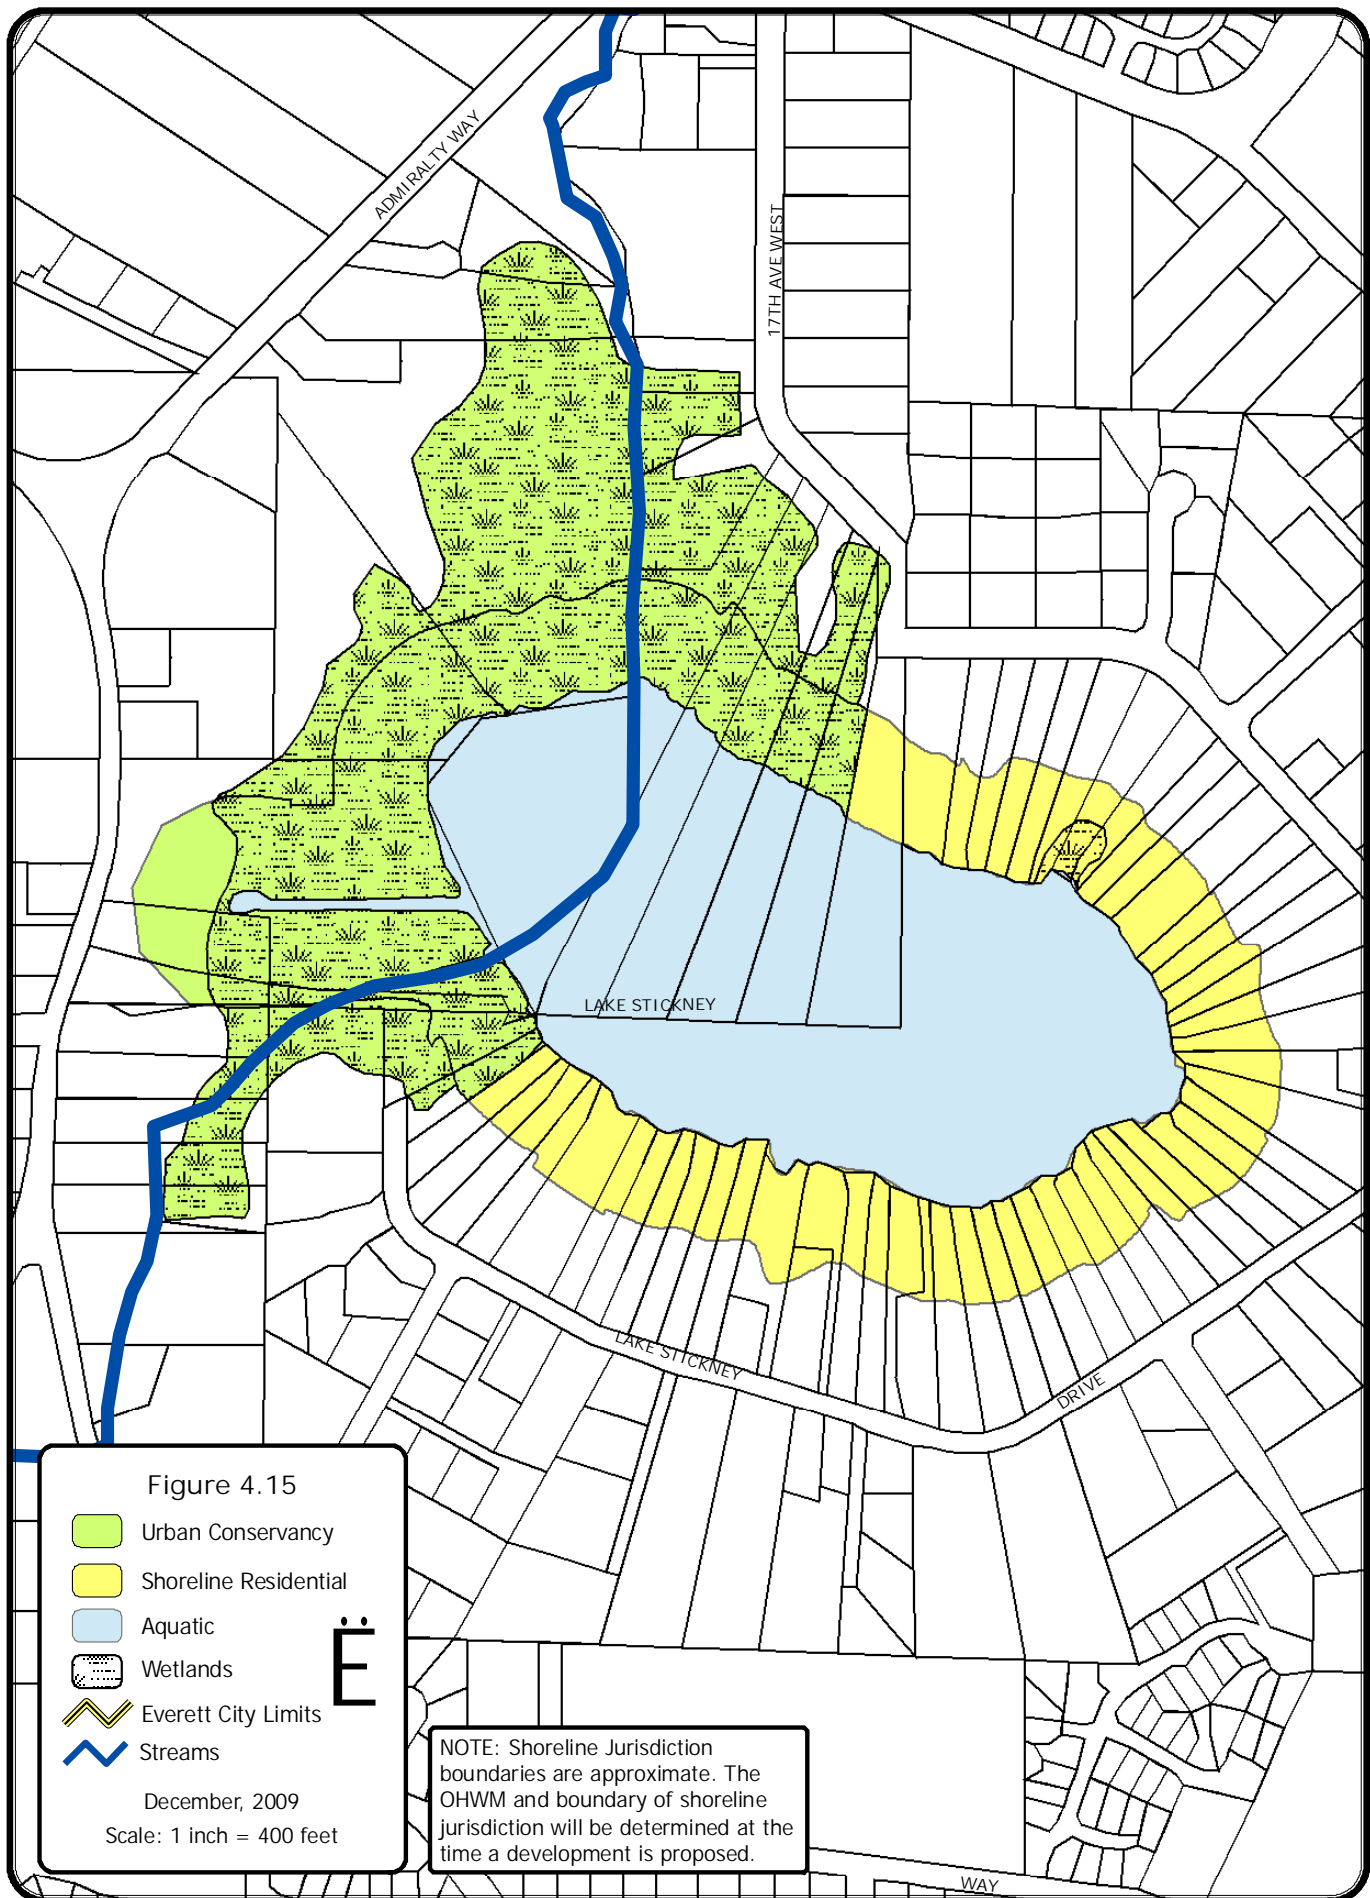 ADMIRALTY WAY
17TH AVE WEST
LAKE STICKNEY
LAKE STICKNEY
DRIVE
Figure 4.15
Urban Conservancy
Shoreline Residential
Aquatic
Wetlands
Ë
Everett City Limits
Streams
December, 2009
Scale: 1 inch = 400 feet
NOTE: Shoreline Jurisdiction
boundaries are approximate. The
OHWM and boundary of shoreline
jurisdiction will be determined at the
time a development is proposed.
WAY